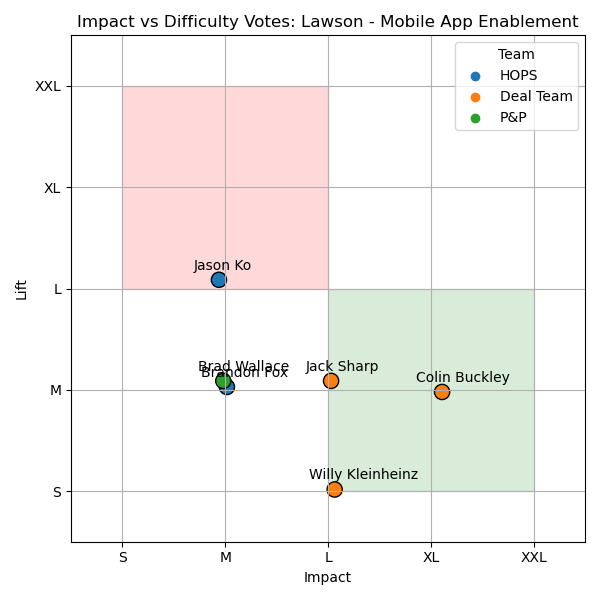 Impact vs Difficulty Votes: Lawson - Mobile App Enablement
Team
HOPS
Deal Team
P&P
XXL
XL
L
M
S
Lift
Jason Ko
Brad Wallace
Brandon Fox
Jack Sharp
Colin Buckley
Willy Kleinheinz
S M L XL XXL
Impact